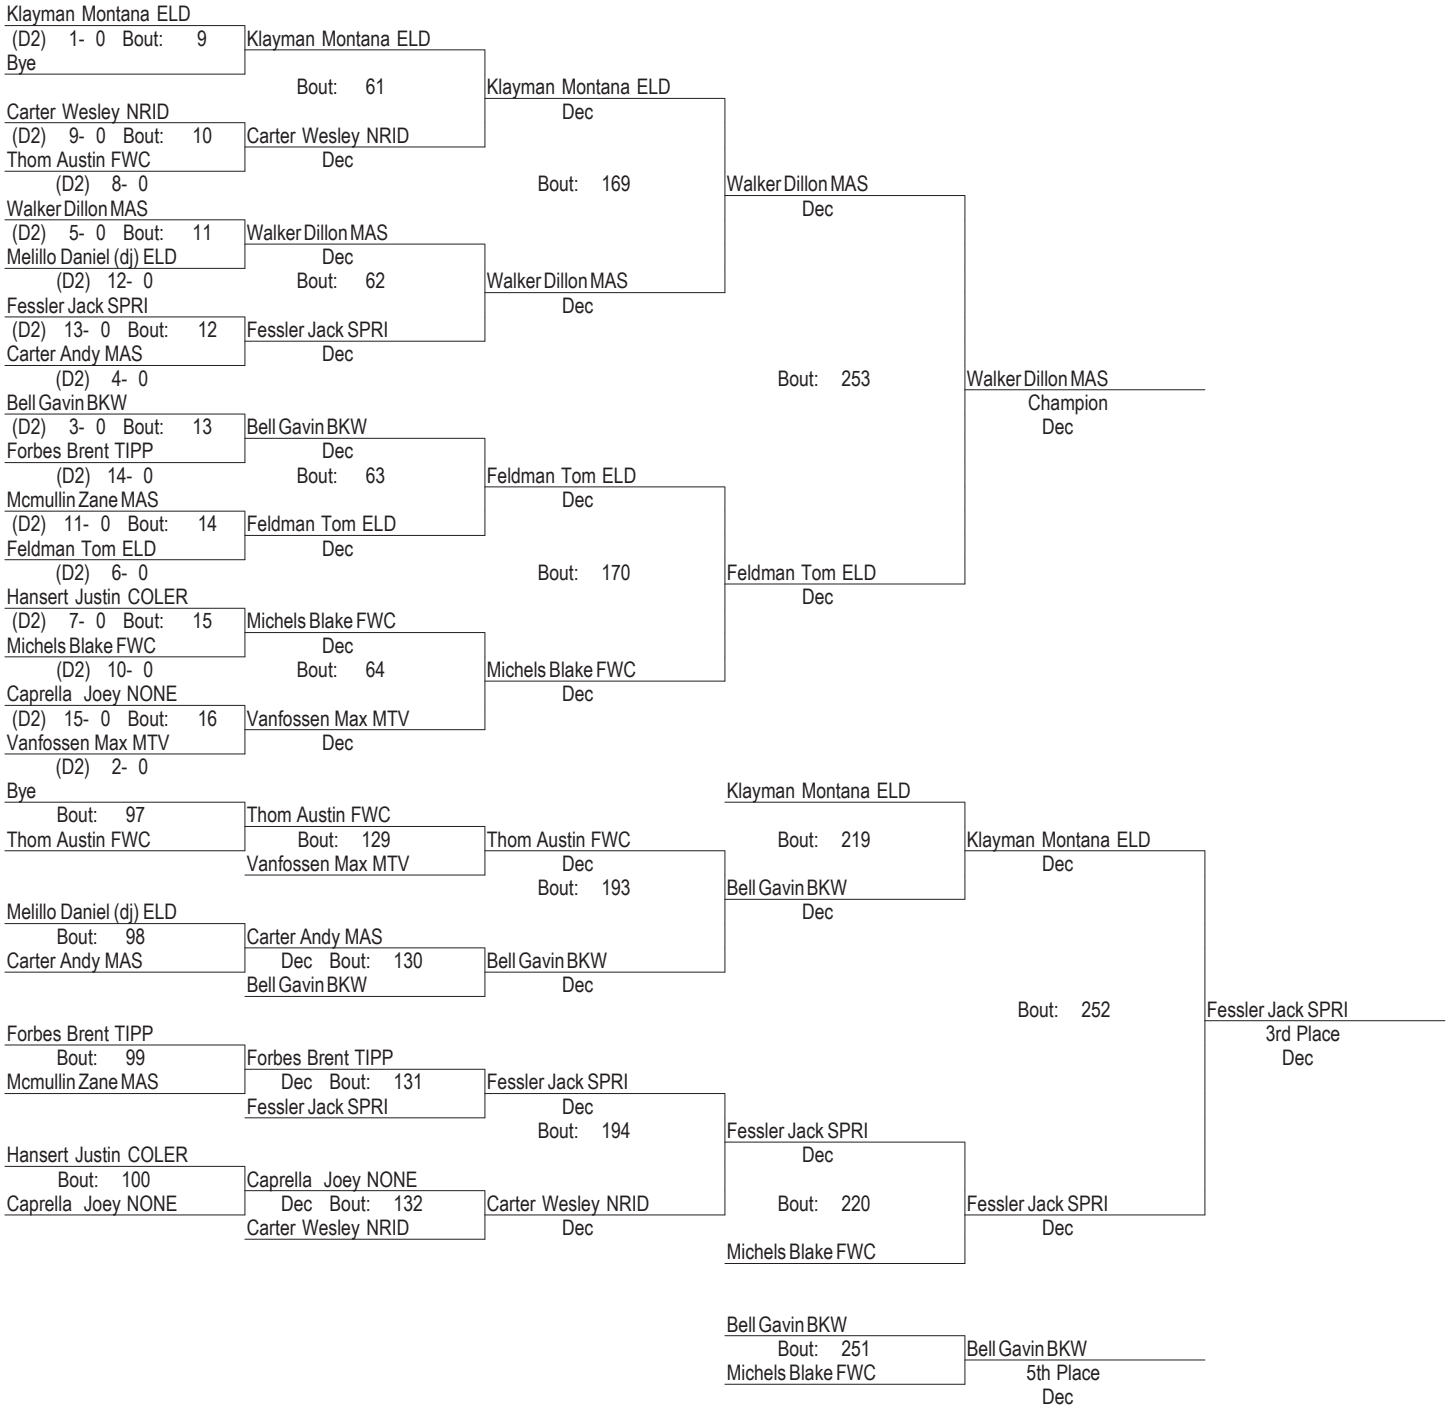 Klayman Montana ELD
(D2) 1- 0 Bout: 9 Klayman Montana ELD
Bye
Bout: 61 Klayman Montana ELD
Carter Wesley NRID Dec
(D2) 9- 0 Bout: 10 Carter Wesley NRID
Thom Austin FWC Dec
(D2) 8- 0 Bout: 169 Walker Dillon MAS
Walker Dillon MAS Dec
(D2) 5- 0 Bout: 11 Walker Dillon MAS
Melillo Daniel (dj) ELD Dec
(D2) 12- 0 Bout: 62 Walker Dillon MAS
Fessler Jack SPRI Dec
(D2) 13- 0 Bout: 12 Fessler Jack SPRI
Carter Andy MAS Dec
(D2) 4- 0 Bout: 253 Walker Dillon MAS
Bell Gavin BKW Champion
(D2) 3- 0 Bout: 13 Bell Gavin BKW Dec
Forbes Brent TIPP Dec
(D2) 14- 0 Bout: 63 Feldman Tom ELD
Mcmullin Zane MAS Dec
(D2) 11- 0 Bout: 14 Feldman Tom ELD
Feldman Tom ELD Dec
(D2) 6- 0 Bout: 170 Feldman Tom ELD
Hansert Justin COLER Dec
(D2) 7- 0 Bout: 15 Michels Blake FWC
Michels Blake FWC Dec
(D2) 10- 0 Bout: 64 Michels Blake FWC
Caprella Joey NONE Dec
(D2) 15- 0 Bout: 16 Vanfossen Max MTV
Vanfossen Max MTV Dec
(D2) 2- 0
Bye Klayman Montana ELD
Bout: 97 Thom Austin FWC
Thom Austin FWC Bout: 129 Thom Austin FWC Bout: 219 Klayman Montana ELD
Vanfossen Max MTV Dec Dec
Bout: 193 Bell Gavin BKW
Melillo Daniel (dj) ELD Dec
Bout: 98 Carter Andy MAS
Carter Andy MAS Dec Bout: 130 Bell Gavin BKW
Bell Gavin BKW Dec
Bout: 252 Fessler Jack SPRI
Forbes Brent TIPP 3rd Place
Bout: 99 Forbes Brent TIPP Dec
Mcmullin Zane MAS Dec Bout: 131 Fessler Jack SPRI
Fessler Jack SPRI Dec
Bout: 194 Fessler Jack SPRI
Hansert Justin COLER Dec
Bout: 100 Caprella Joey NONE
Caprella Joey NONE Dec Bout: 132 Carter Wesley NRID Bout: 220 Fessler Jack SPRI
Carter Wesley NRID Dec Dec
Michels Blake FWC
Bell Gavin BKW
Bout: 251 Bell Gavin BKW
Michels Blake FWC 5th Place
Dec